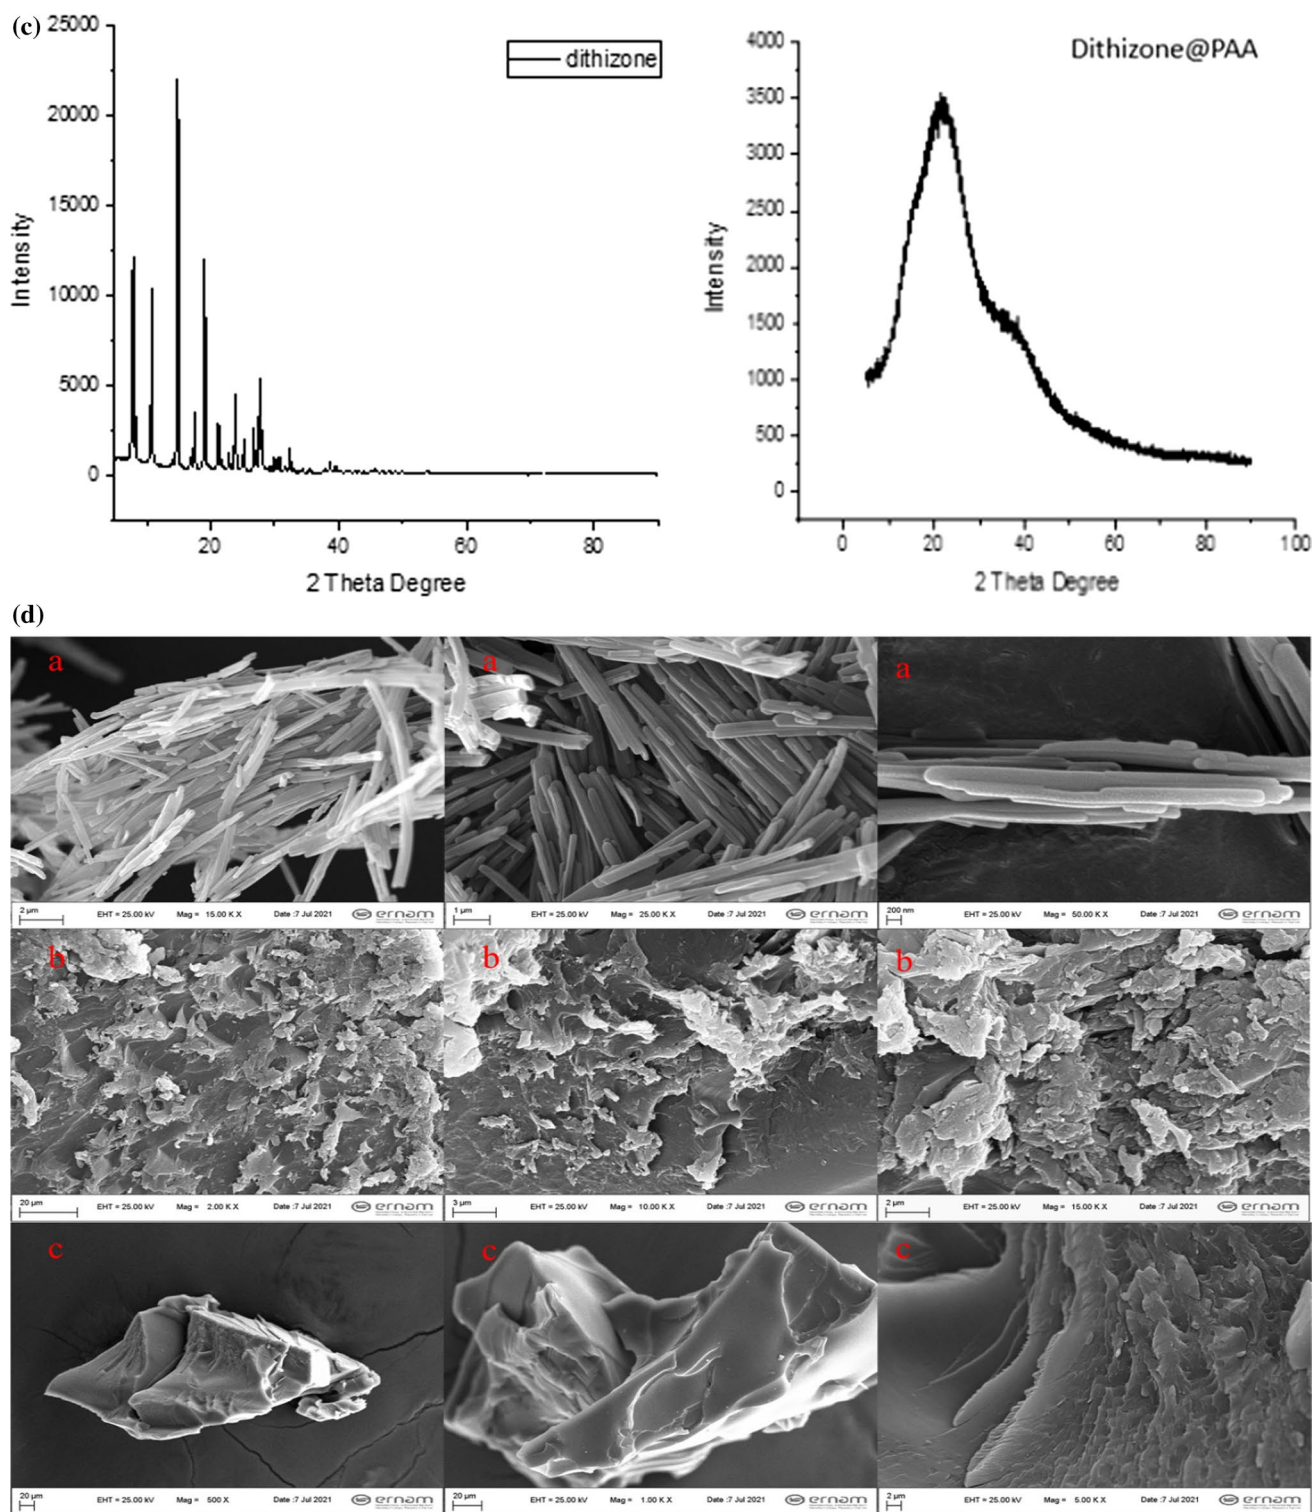 (c)
25000
20000
15000
10000
5000
0
Intensity
dithizone
20
40
60
80
2 Theta Degree
4000
3500
3000
2500
2000
1500
1000
500
0
Intensity
Dithizone@PAA
0
20
40
60
80
100
2 Theta Degree
(d)
a
a
a
2 µm EHT = 25.00 kV Mag = 15.00 K X Date :7 Jul 2021 ernam
1 µm EHT = 25.00 kV Mag = 25.00 K X Date :7 Jul 2021 ernam
200 nm EHT = 25.00 kV Mag = 50.00 K X Date :7 Jul 2021 ernam
b
b
b
20 µm EHT = 25.00 kV Mag = 2.00 K X Date :7 Jul 2021 ernam
3 µm EHT = 25.00 kV Mag = 10.00 K X Date :7 Jul 2021 ernam
2 µm EHT = 25.00 kV Mag = 15.00 K X Date :7 Jul 2021 ernam
c
c
c
20 µm EHT = 25.00 kV Mag = 500 X Date :7 Jul 2021 ernam
20 µm EHT = 25.00 kV Mag = 1.00 K X Date :7 Jul 2021 ernam
2 µm EHT = 25.00 kV Mag = 5.00 K X Date :7 Jul 2021 ernam